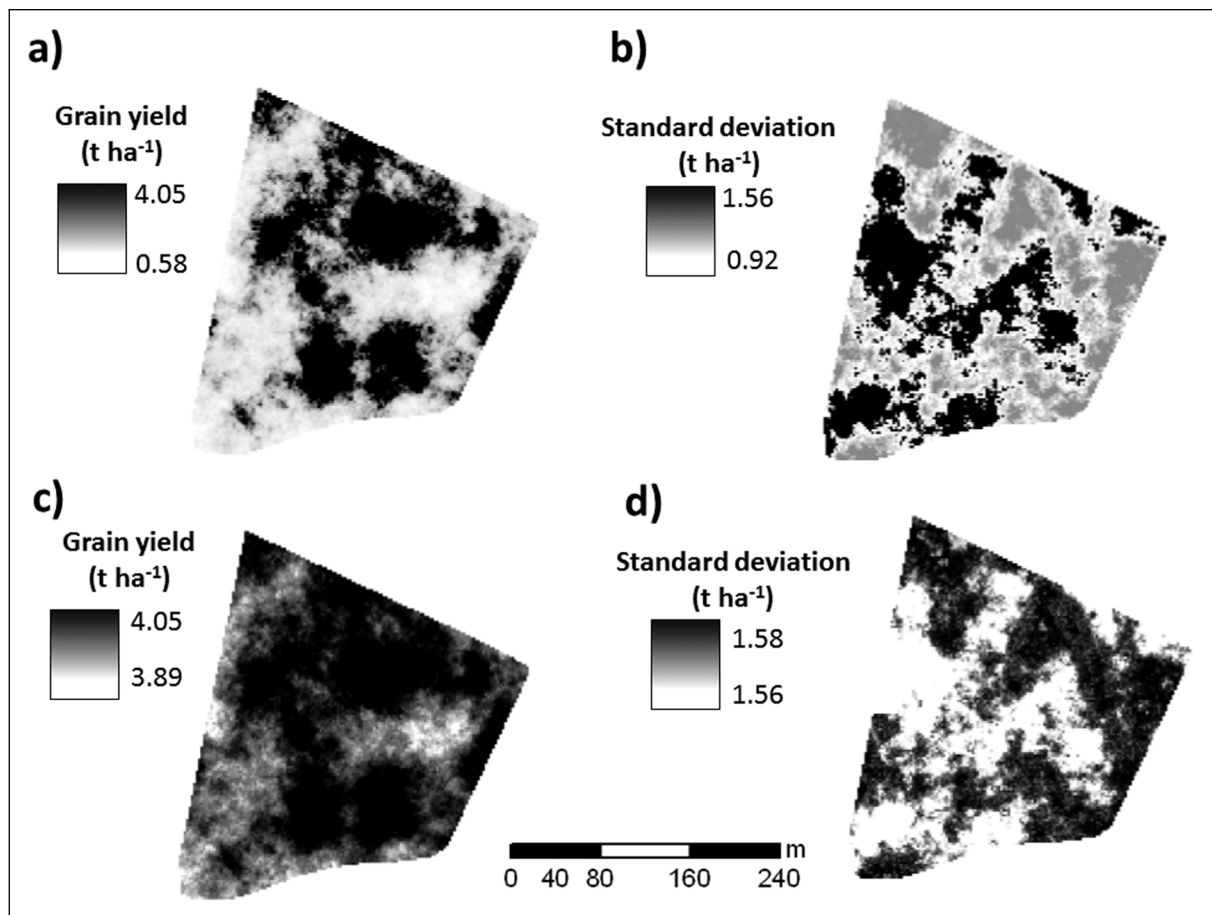 a)
Grain yield
(t ha⁻¹)
4.05
0.58
b)
Standard deviation
(t ha⁻¹)
1.56
0.92
c)
Grain yield
(t ha⁻¹)
4.05
3.89
d)
Standard deviation
(t ha⁻¹)
1.58
1.56
m
0 40 80 160 240